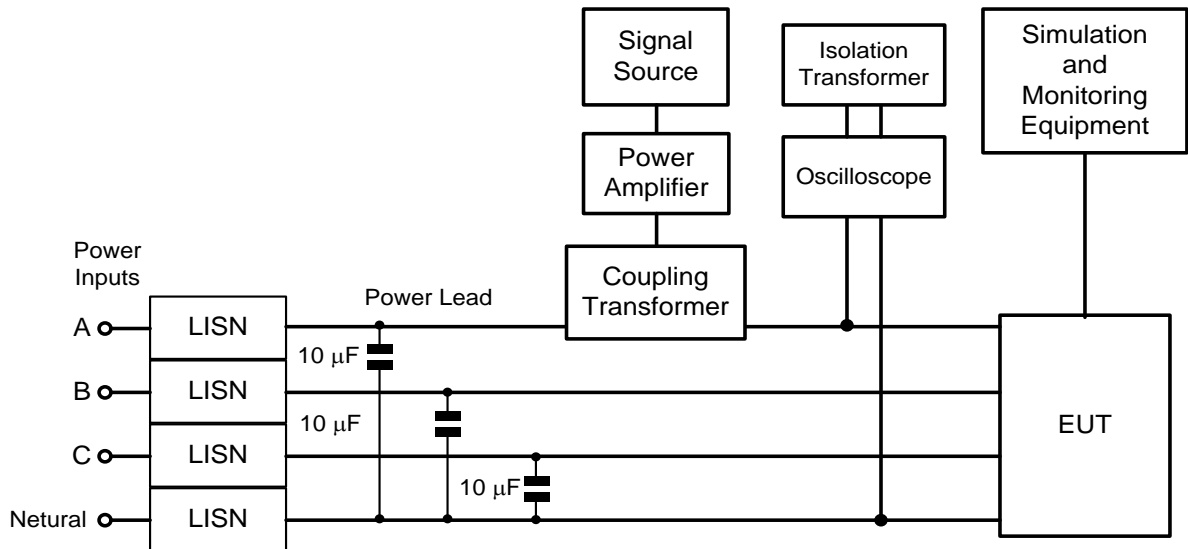 Signal
Source
Isolation
Transformer
Simulation
and
Monitoring
Equipment
Power
Amplifier
Oscilloscope
Power
Inputs
Coupling
Transformer
Power Lead
A
LISN
10 μF
B
LISN
10 μF
EUT
C
LISN
10 μF
Netural
LISN